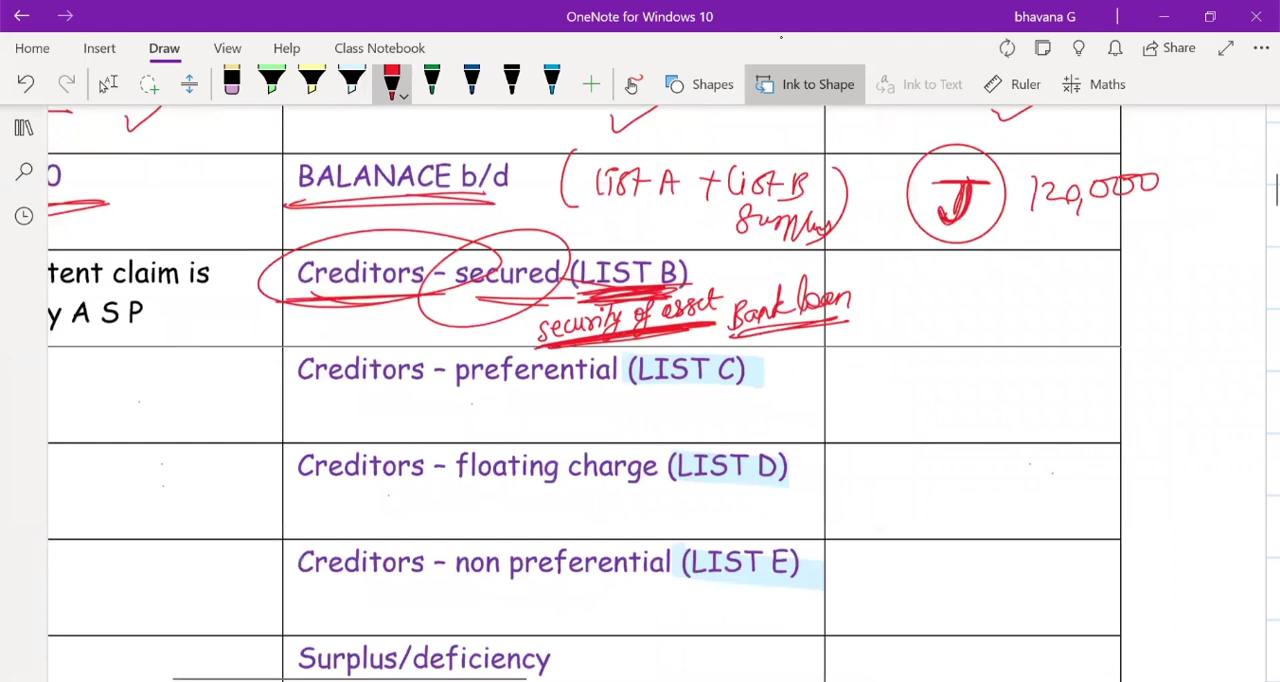 OneNote for Windows 10
bhavana G
Home Insert Draw View Help Class Notebook
Share
Shapes Ink to Shape Ink to Text Ruler Maths
0 BALANACE b/d (list A + list B surplus) J 120,000
tent claim is
y A S P
Creditors – secured (LIST B)
security of asset Bank loan
Creditors – preferential (LIST C)
Creditors – floating charge (LIST D)
Creditors – non preferential (LIST E)
Surplus/deficiency